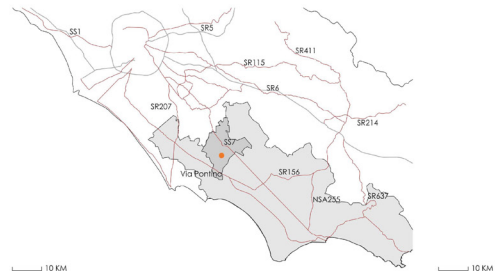 SS1
SR5
SR411
SR115
SR6
SR207
SR214
SS7
Via Pontina
SR156
NSA255
SR637
10 KM
10 KM